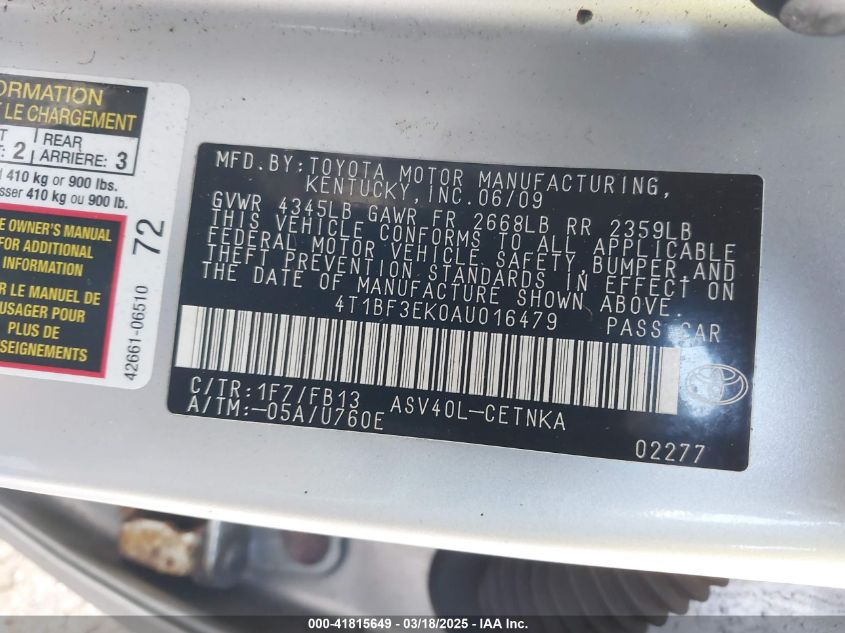 ORMATION
LE CHARGEMENT
2
REAR
ARRIÈRE: 3
410 kg or 900 lbs.
sser 410 kg ou 900 lb.
OWNER'S MANUAL
FOR ADDITIONAL
INFORMATION
R LE MANUEL DE
USAGER POUR
PLUS DE
SEIGNEMENTS
72
42661-06510
MFD.BY:TOYOTA MOTOR MANUFACTURING,
KENTUCKY, INC. 06/09
GVWR 4345LB GAWR FR 2668LB RR 2359LB
THIS VEHICLE CONFORMS TO ALL APPLICABLE
FEDERAL MOTOR VEHICLE SAFETY, BUMPER, AND
THEFT PREVENTION STANDARDS IN EFFECT ON
THE DATE OF MANUFACTURE SHOWN ABOVE.
4T1BF3EK0AU016479 PASS CAR
C/TR:1F7/FB13 ASV40L-CETNKA
A/TM:-05A/U760E
02277
000-41815649 - 03/18/2025 - IAA Inc.